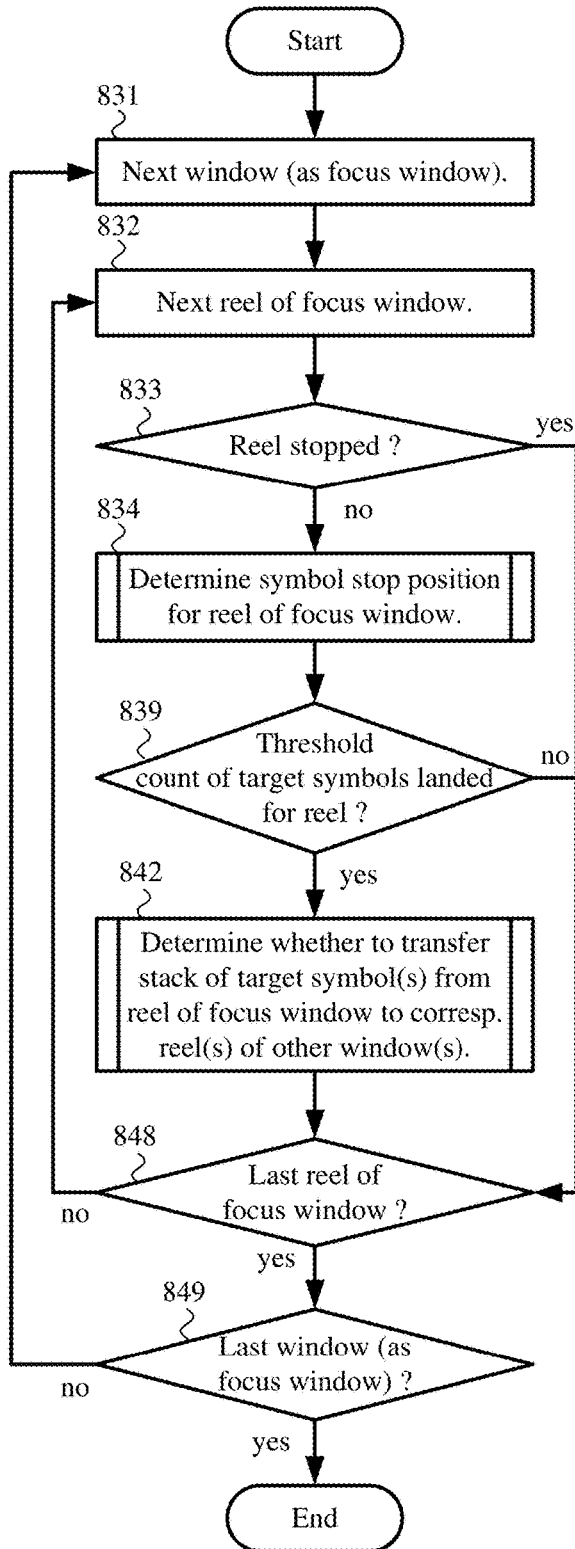 Start
831
Next window (as focus window).
832
Next reel of focus window.
833
Reel stopped ?
yes
no
834
Determine symbol stop position
for reel of focus window.
839
Threshold
count of target symbols landed
for reel ?
no
yes
842
Determine whether to transfer
stack of target symbol(s) from
reel of focus window to corresp.
reel(s) of other window(s).
848
Last reel of
focus window ?
no
yes
849
Last window (as
focus window) ?
no
yes
End